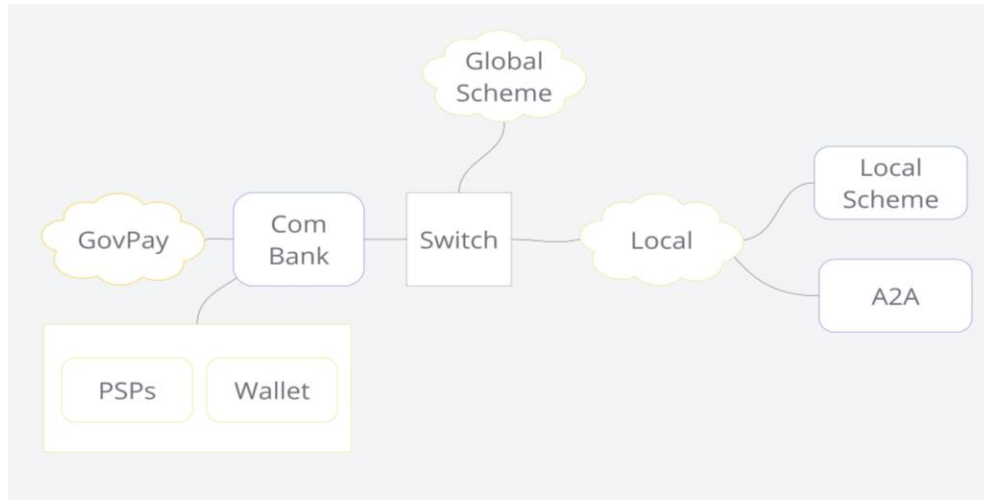 Global
Scheme
Local
Scheme
GovPay
Com
Bank
Switch
Local
A2A
PSPs
Wallet